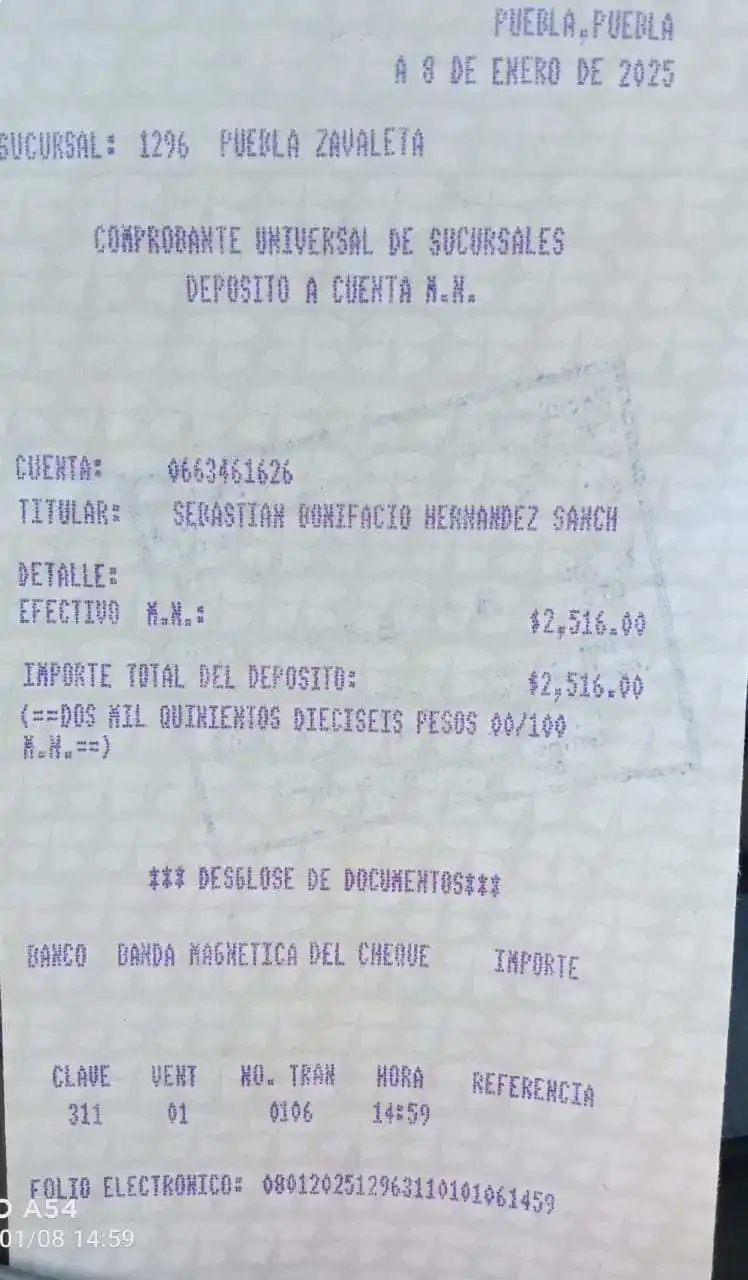 PUEBLA,PUEBLA
A 8 DE ENERO DE 2025
SUCURSAL: 1296 PUEBLA ZAVALETA
COMPROBANTE UNIVERSAL DE SUCURSALES
DEPOSITO A CUENTA M.N.
CUENTA: 0663461626
TITULAR: SEBASTIAN BONIFACIO HERNANDEZ SANCH
DETALLE:
EFECTIVO M.N.: $2,516.00
IMPORTE TOTAL DEL DEPOSITO: $2,516.00
(==DOS MIL QUINIENTOS DIECISEIS PESOS 00/100
M.N.==)
*** DESGLOSE DE DOCUMENTOS***
BANCO BANDA MAGNETICA DEL CHEQUE IMPORTE
CLAVE VENT NO. TRAN HORA REFERENCIA
311 01 0106 14:59
FOLIO ELECTRONICO: 0801202512963110101061459
A54
01/08 14:59